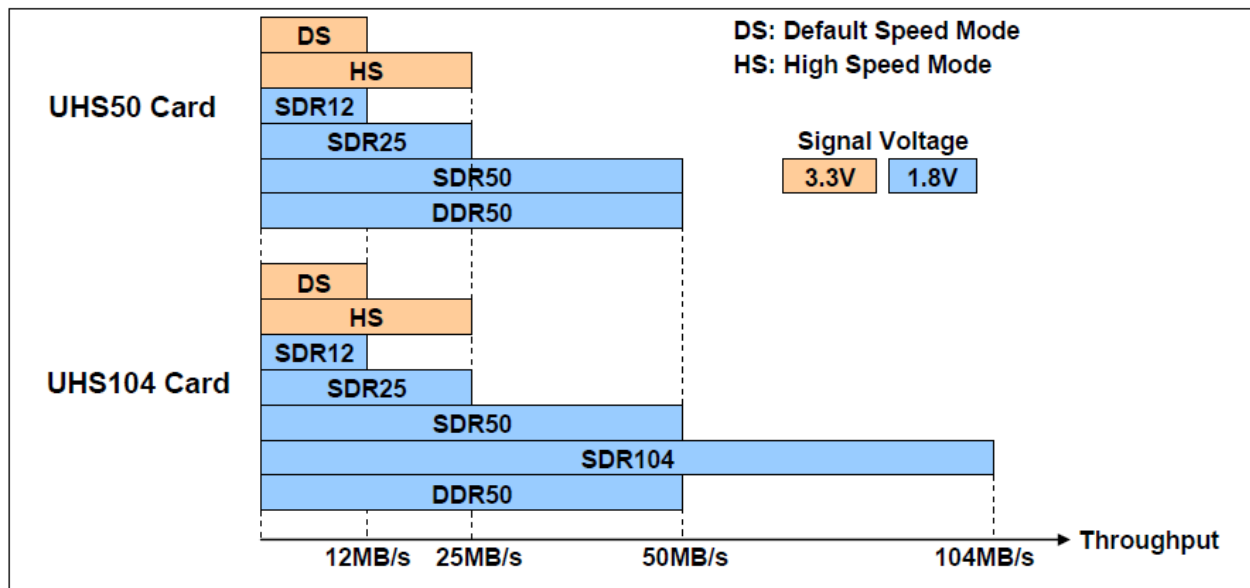 DS
DS: Default Speed Mode
HS
HS: High Speed Mode
UHS50 Card
SDR12
SDR25
Signal Voltage
SDR50
3.3V 1.8V
DDR50
DS
HS
SDR12
UHS104 Card
SDR25
SDR50
SDR104
DDR50
12MB/s 25MB/s 50MB/s 104MB/s
Throughput